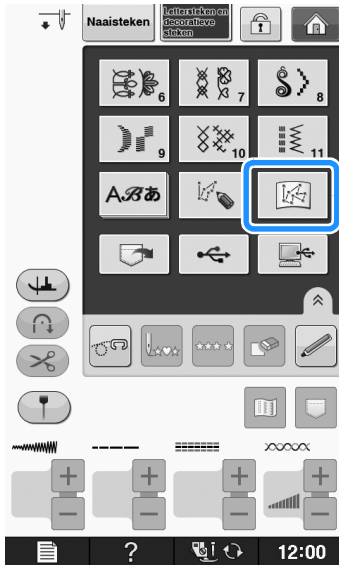 Naaisteken
Lettersteken en
decoratieve
steken
6
7
8
9
10
11
ABあ
?
12:00